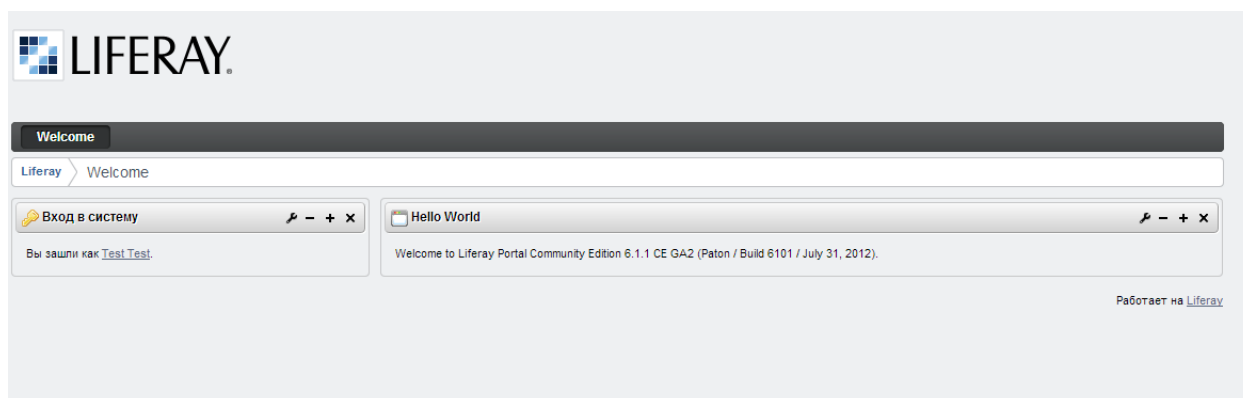 LIFERAY.
Welcome
Liferay Welcome
Вход в систему
Вы зашли как Test Test.
Hello World
Welcome to Liferay Portal Community Edition 6.1.1 CE GA2 (Paton / Build 6101 / July 31, 2012).
Работает на Liferay